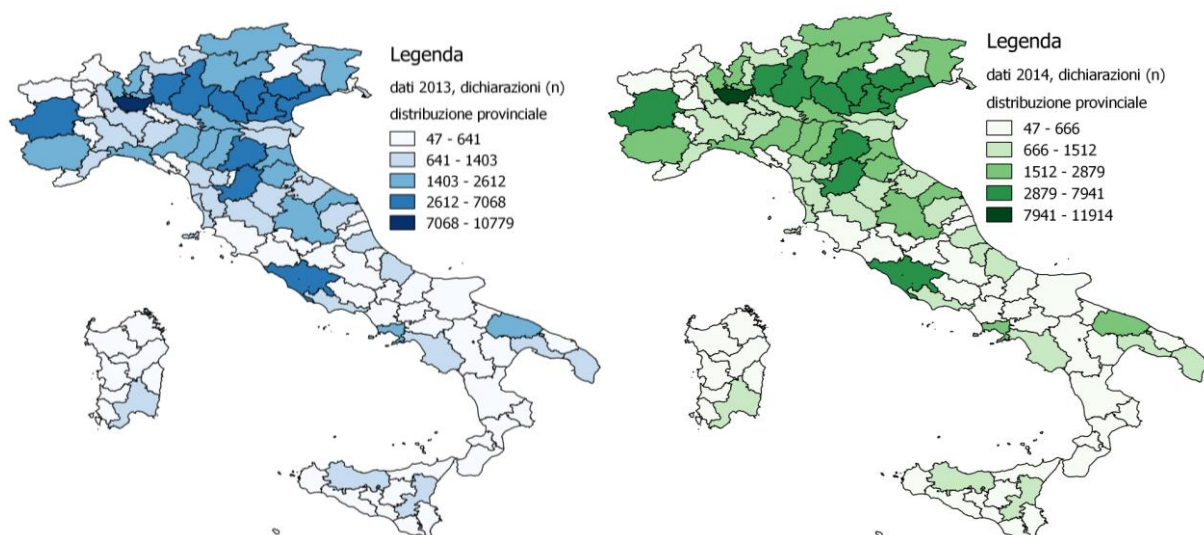 Legenda
dati 2013, dichiarazioni (n)
distribuzione provinciale
47 - 641
641 - 1403
1403 - 2612
2612 - 7068
7068 - 10779
Legenda
dati 2014, dichiarazioni (n)
distribuzione provinciale
47 - 666
666 - 1512
1512 - 2879
2879 - 7941
7941 - 11914